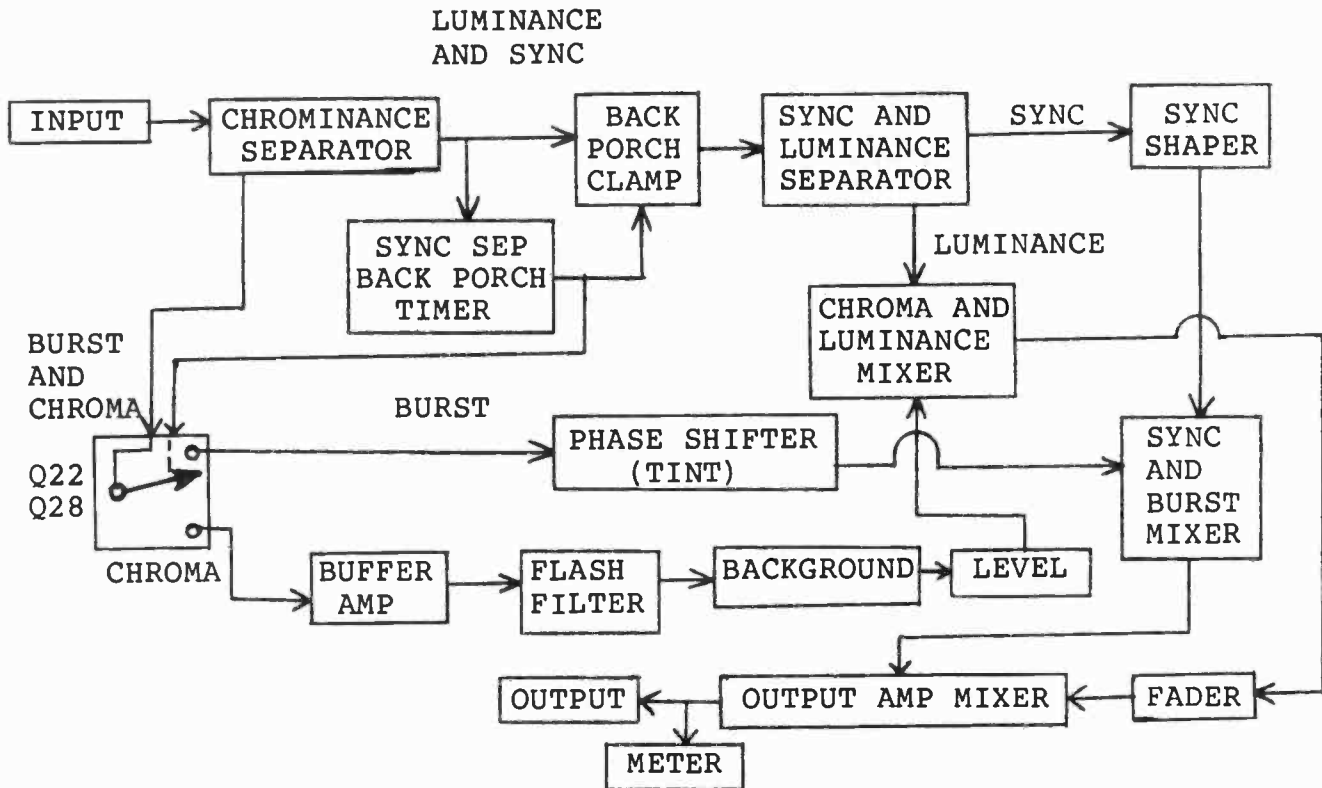 LUMINANCE
AND SYNC
INPUT
CHROMINANCE
SEPARATOR
BACK
PORCH
CLAMP
SYNC AND
LUMINANCE
SEPARATOR
SYNC
SYNC
SHAPER
SYNC SEP
BACK PORCH
TIMER
LUMINANCE
CHROMA AND
LUMINANCE
MIXER
BURST
AND
CHROMA
BURST
PHASE SHIFTER
(TINT)
SYNC
AND
BURST
MIXER
Q22
Q28
CHROMA
BUFFER
AMP
FLASH
FILTER
BACKGROUND
LEVEL
OUTPUT
OUTPUT AMP MIXER
FADER
METER